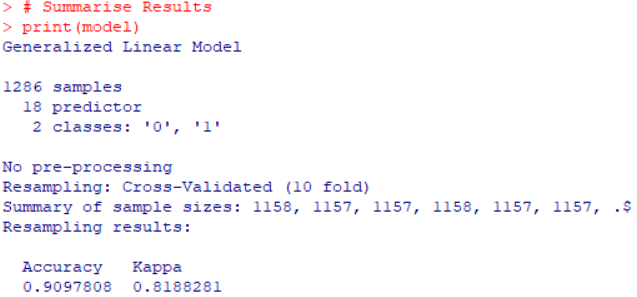 > # Summarise Results
> print(model)
Generalized Linear Model

1286 samples
  18 predictor
   2 classes: '0', '1'

No pre-processing
Resampling: Cross-Validated (10 fold)
Summary of sample sizes: 1158, 1157, 1157, 1158, 1157, 1157, .$
Resampling results:

  Accuracy   Kappa
  0.9097808  0.8188281